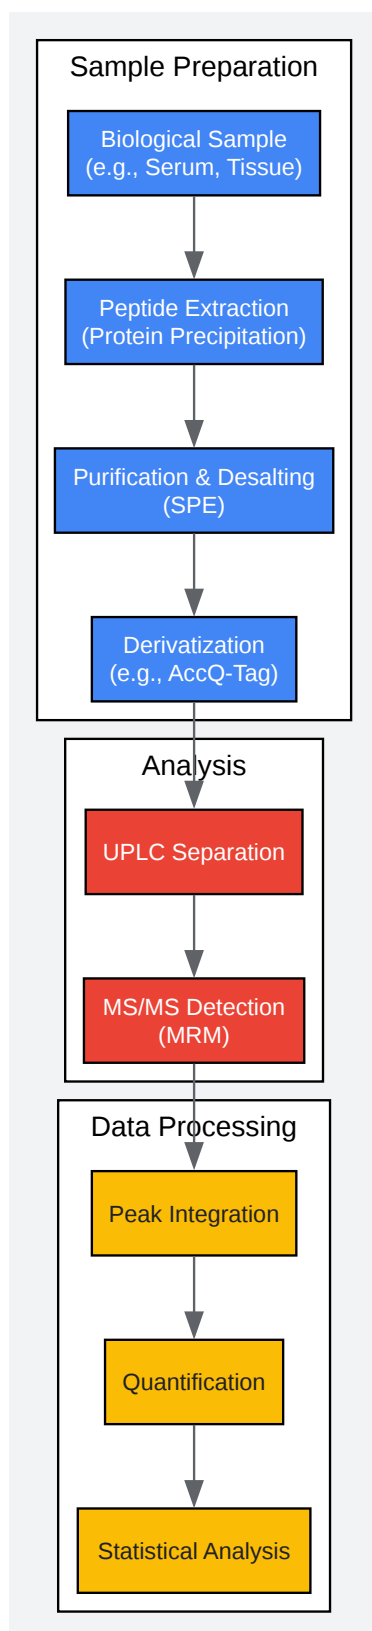 Sample Preparation
Biological Sample
(e.g., Serum, Tissue)
Peptide Extraction
(Protein Precipitation)
Purification & Desalting
(SPE)
Derivatization
(e.g., AccQ-Tag)
Analysis
UPLC Separation
MS/MS Detection
(MRM)
Data Processing
Peak Integration
Quantification
Statistical Analysis